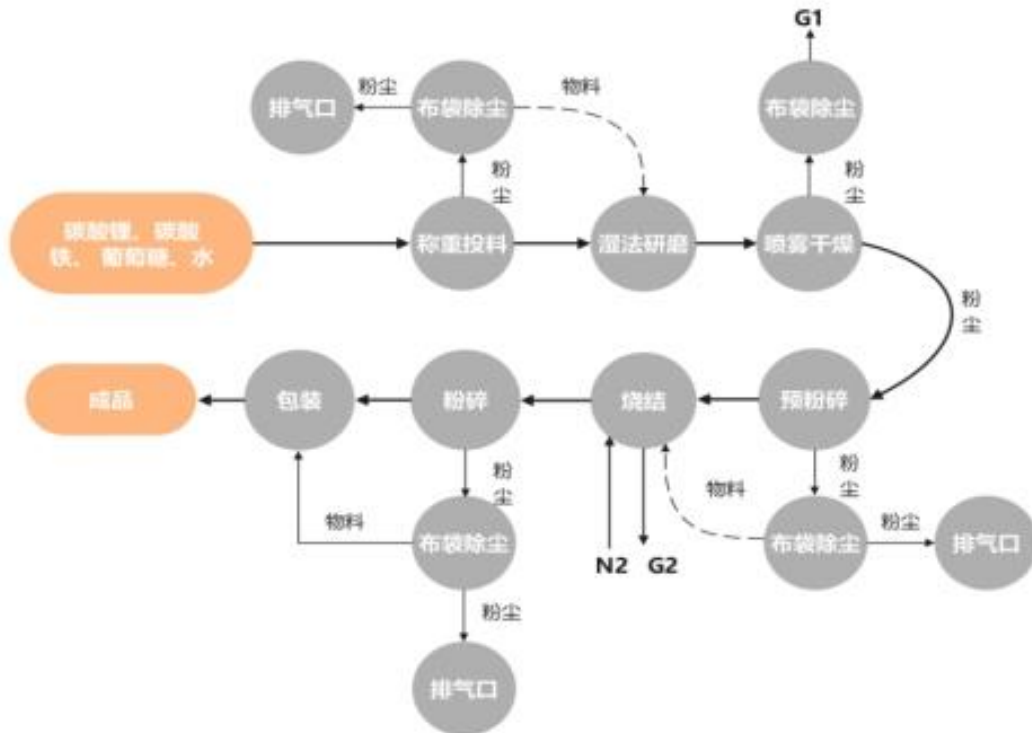 G1
排气口
粉尘
布袋除尘
物料
布袋除尘
粉
尘
粉
尘
碳酸锂、碳酸
铁、葡萄糖、水
称重投料
湿法研磨
喷雾干燥
粉
尘
成品
包装
粉碎
烧结
预粉碎
粉
尘
粉
尘
物料
物料
布袋除尘
N2
G2
布袋除尘
粉尘
排气口
粉尘
排气口